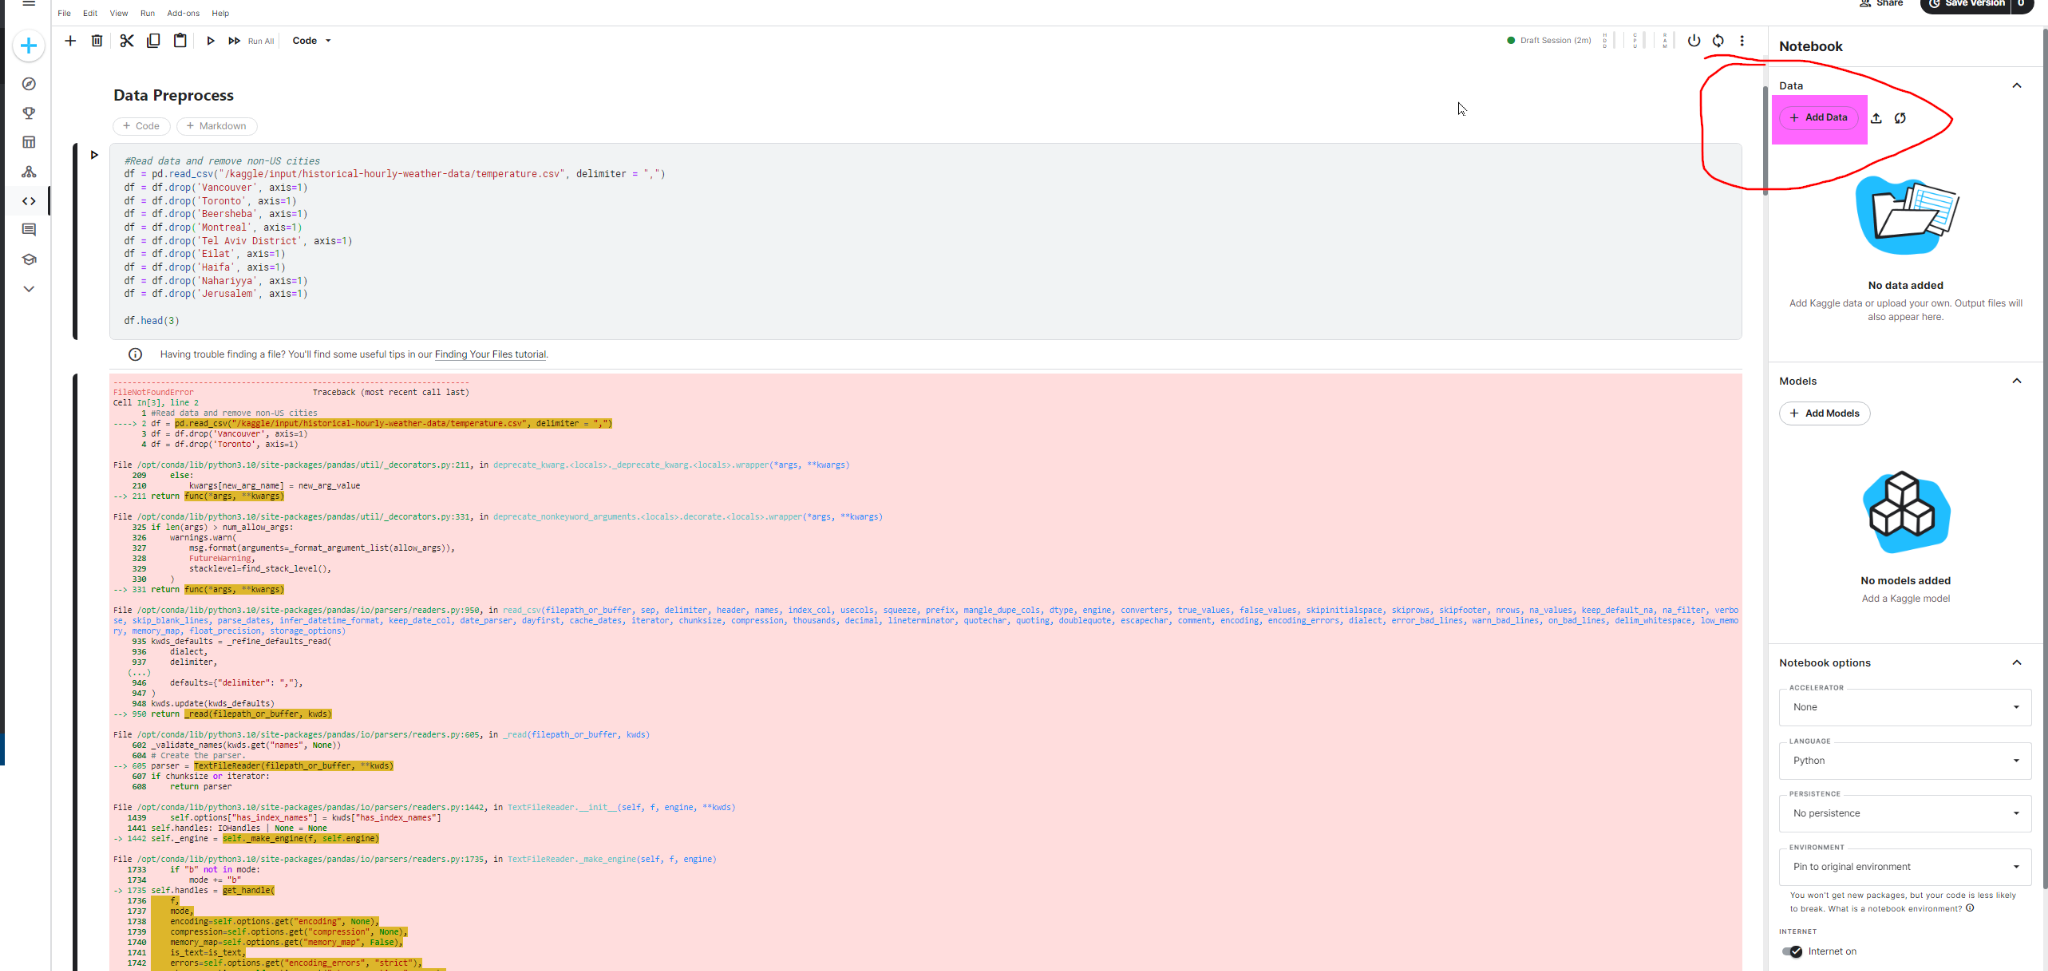 Share
Save Version
0
File Edit View Run Add-ons Help
Run All
Code
Draft Session (2m)
Notebook
Data
Add Data
Data Preprocess
+ Code
+ Markdown
#Read data and remove non-US cities
df = pd.read_csv("/kaggle/input/historical-hourly-weather-data/temperature.csv", delimiter = ",")
df = df.drop('Vancouver', axis=1)
df = df.drop('Toronto', axis=1)
df = df.drop('Beersheba', axis=1)
df = df.drop('Montreal', axis=1)
df = df.drop('Tel Aviv District', axis=1)
df = df.drop('Eilat', axis=1)
df = df.drop('Haifa', axis=1)
df = df.drop('Nahariyya', axis=1)
df = df.drop('Jerusalem', axis=1)
df.head(3)
Having trouble finding a file? You'll find some useful tips in our Finding Your Files tutorial.
---------------------------------------------------------------------------
FileNotFoundError                         Traceback (most recent call last)
Cell In[3], line 2
1 #Read data and remove non-US cities
----> 2 df = pd.read_csv("/kaggle/input/historical-hourly-weather-data/temperature.csv", delimiter = ",")
3 df = df.drop('Vancouver', axis=1)
4 df = df.drop('Toronto', axis=1)
File /opt/conda/lib/python3.10/site-packages/pandas/util/_decorators.py:211, in deprecate_kwarg.<locals>._deprecate_kwarg.<locals>.wrapper(*args, **kwargs)
209     else:
210         kwargs[new_arg_name] = new_arg_value
--> 211 return func(*args, **kwargs)
File /opt/conda/lib/python3.10/site-packages/pandas/util/_decorators.py:331, in deprecate_nonkeyword_arguments.<locals>.decorate.<locals>.wrapper(*args, **kwargs)
325 if len(args) > num_allow_args:
326     warnings.warn(
327         msg.format(arguments=_format_argument_list(allow_args)),
328         FutureWarning,
329         stacklevel=find_stack_level(),
330     )
--> 331 return func(*args, **kwargs)
File /opt/conda/lib/python3.10/site-packages/pandas/io/parsers/readers.py:950, in read_csv(filepath_or_buffer, sep, delimiter, header, names, index_col, usecols, squeeze, prefix, mangle_dupe_cols, dtype, engine, converters, true_values, false_values, skipinitialspace, skiprows, skipfooter, nrows, na_values, keep_default_na, na_filter, verbo
se, skip_blank_lines, parse_dates, infer_datetime_format, keep_date_col, date_parser, dayfirst, cache_dates, iterator, chunksize, compression, thousands, decimal, lineterminator, quotechar, quoting, doublequote, escapechar, comment, encoding, encoding_errors, dialect, error_bad_lines, warn_bad_lines, on_bad_lines, delim_whitespace, low_memo
ry, memory_map, float_precision, storage_options)
935 kwds_defaults = _refine_defaults_read(
936     dialect,
937     delimiter,
(...)
946     defaults={"delimiter": ","},
947 )
948 kwds.update(kwds_defaults)
--> 950 return _read(filepath_or_buffer, kwds)
File /opt/conda/lib/python3.10/site-packages/pandas/io/parsers/readers.py:605, in _read(filepath_or_buffer, kwds)
602 _validate_names(kwds.get("names", None))
604 # Create the parser.
--> 605 parser = TextFileReader(filepath_or_buffer, **kwds)
607 if chunksize or iterator:
608     return parser
File /opt/conda/lib/python3.10/site-packages/pandas/io/parsers/readers.py:1442, in TextFileReader.__init__(self, f, engine, **kwds)
1439     self.options["has_index_names"] = kwds["has_index_names"]
1441 self.handles: IOHandles | None = None
-> 1442 self._engine = self._make_engine(f, self.engine)
File /opt/conda/lib/python3.10/site-packages/pandas/io/parsers/readers.py:1735, in TextFileReader._make_engine(self, f, engine)
1733     if "b" not in mode:
1734         mode += "b"
-> 1735 self.handles = get_handle(
1736     f,
1737     mode,
1738     encoding=self.options.get("encoding", None),
1739     compression=self.options.get("compression", None),
1740     memory_map=self.options.get("memory_map", False),
1741     is_text=is_text,
1742     errors=self.options.get("encoding_errors", "strict"),
No data added
Add Kaggle data or upload your own. Output files will
also appear here.
Models
Add Models
No models added
Add a Kaggle model
Notebook options
ACCELERATOR
None
LANGUAGE
Python
PERSISTENCE
No persistence
ENVIRONMENT
Pin to original environment
You won't get new packages, but your code is less likely
to break. What is a notebook environment?
INTERNET
Internet on